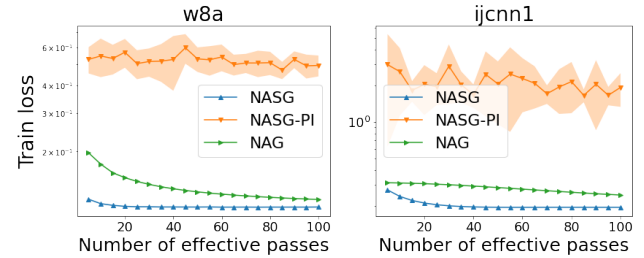 w8a
6 × 10⁻¹
4 × 10⁻¹
3 × 10⁻¹
2 × 10⁻¹
Train loss
NASG
NASG-PI
NAG
20 40 60 80 100
Number of effective passes
ijcnn1
10⁰
NASG
NASG-PI
NAG
20 40 60 80 100
Number of effective passes